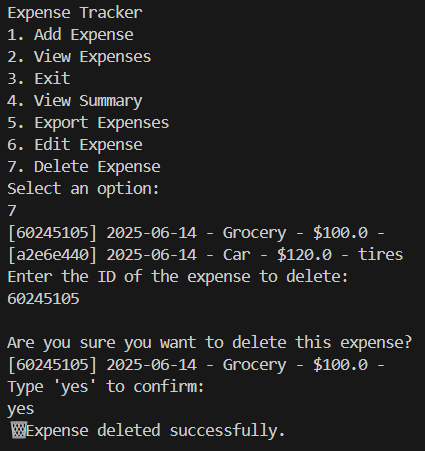 Expense Tracker
1. Add Expense
2. View Expenses
3. Exit
4. View Summary
5. Export Expenses
6. Edit Expense
7. Delete Expense
Select an option:
7
[60245105] 2025-06-14 - Grocery - $100.0 -
[a2e6e440] 2025-06-14 - Car - $120.0 - tires
Enter the ID of the expense to delete:
60245105

Are you sure you want to delete this expense?
[60245105] 2025-06-14 - Grocery - $100.0 -
Type 'yes' to confirm:
yes
🗑️Expense deleted successfully.